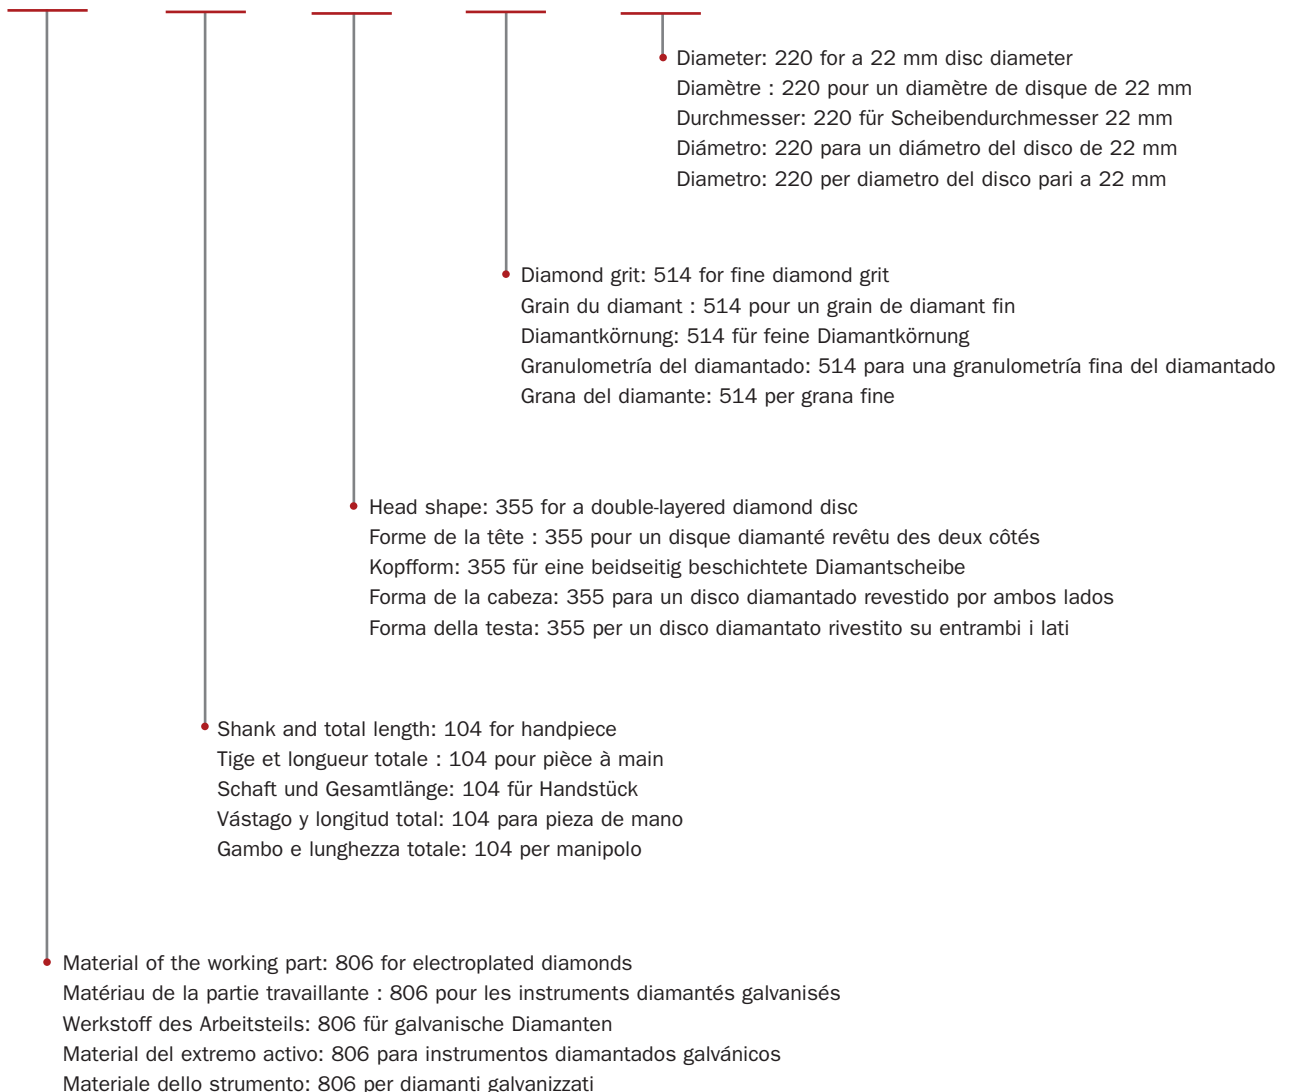 Diameter: 220 for a 22 mm disc diameter
Diamètre : 220 pour un diamètre de disque de 22 mm
Durchmesser: 220 für Scheibendurchmesser 22 mm
Diámetro: 220 para un diámetro del disco de 22 mm
Diametro: 220 per diametro del disco pari a 22 mm
Diamond grit: 514 for fine diamond grit
Grain du diamant : 514 pour un grain de diamant fin
Diamantkörnung: 514 für feine Diamantkörnung
Granulometría del diamantado: 514 para una granulometría fina del diamantado
Grana del diamante: 514 per grana fine
Head shape: 355 for a double-layered diamond disc
Forme de la tête : 355 pour un disque diamanté revêtu des deux côtés
Kopfform: 355 für eine beidseitig beschichtete Diamantscheibe
Forma de la cabeza: 355 para un disco diamantado revestido por ambos lados
Forma della testa: 355 per un disco diamantato rivestito su entrambi i lati
Shank and total length: 104 for handpiece
Tige et longueur totale : 104 pour pièce à main
Schaft und Gesamtlänge: 104 für Handstück
Vástago y longitud total: 104 para pieza de mano
Gambo e lunghezza totale: 104 per manipolo
Material of the working part: 806 for electroplated diamonds
Matériau de la partie travaillante : 806 pour les instruments diamantés galvanisés
Werkstoff des Arbeitsteils: 806 für galvanische Diamanten
Material del extremo activo: 806 para instrumentos diamantados galvánicos
Materiale dello strumento: 806 per diamanti galvanizzati